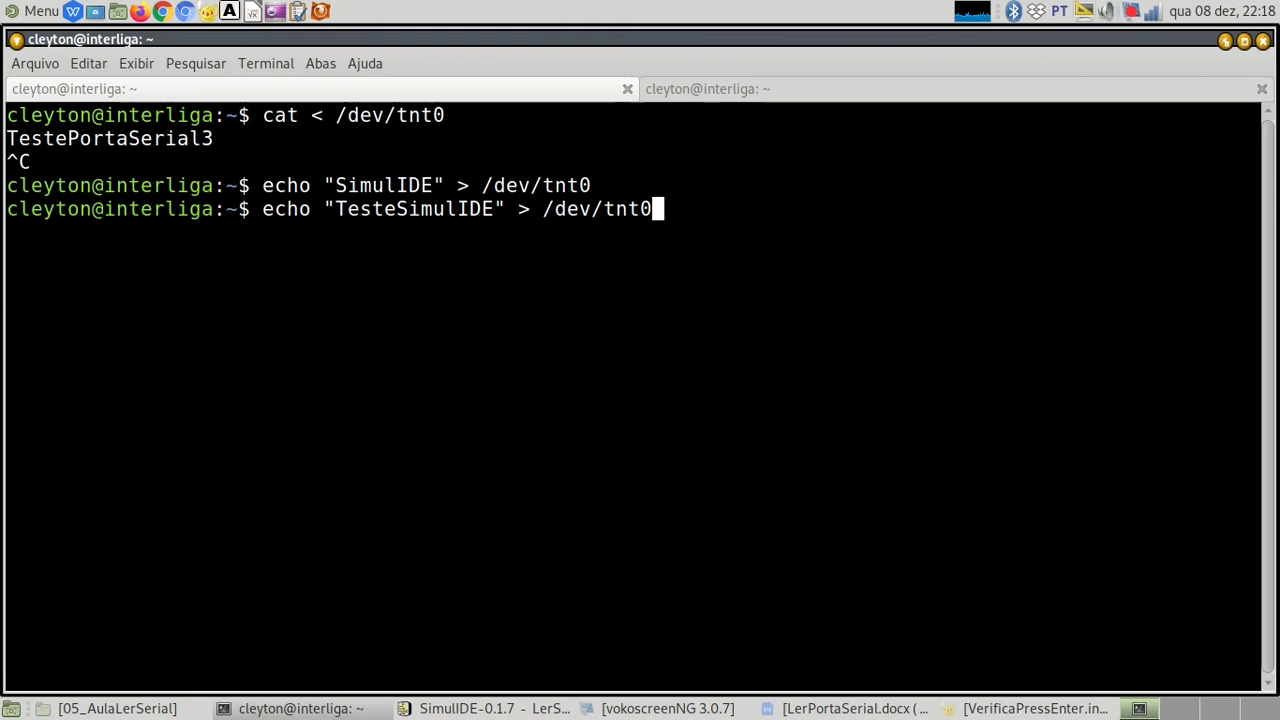 Menu
A
PT
qua 08 dez, 22:18
cleyton@interliga: ~
Arquivo Editar Exibir Pesquisar Terminal Abas Ajuda
cleyton@interliga: ~
cleyton@interliga: ~
cleyton@interliga:~$ cat < /dev/tnt0
TestePortaSerial3
^C
cleyton@interliga:~$ echo "SimulIDE" > /dev/tnt0
cleyton@interliga:~$ echo "TesteSimulIDE" > /dev/tnt0
[05_AulaLerSerial]
cleyton@interliga: ~
SimulIDE-0.1.7 - LerS...
[vokoscreenNG 3.0.7]
[LerPortaSerial.docx (...
[VerificaPressEnter.in...